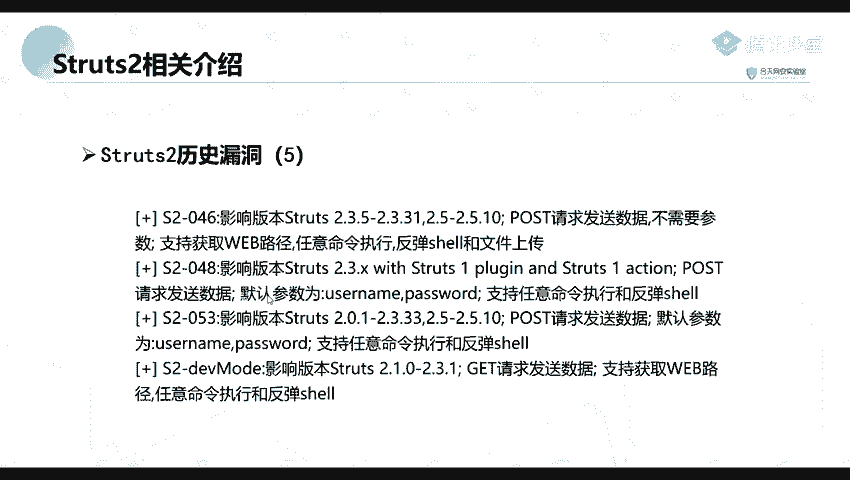 Struts2相关介绍
合天网安实验室
Struts2历史漏洞（5）
[+] S2-046:影响版本Struts 2.3.5-2.3.31,2.5-2.5.10; POST请求发送数据,不需要参
数; 支持获取WEB路径,任意命令执行,反弹shell和文件上传
[+] S2-048:影响版本Struts 2.3.x with Struts 1 plugin and Struts 1 action; POST
请求发送数据; 默认参数为:username,password; 支持任意命令执行和反弹shell
[+] S2-053:影响版本Struts 2.0.1-2.3.33,2.5-2.5.10; POST请求发送数据; 默认参数
为:username,password; 支持任意命令执行和反弹shell
[+] S2-devMode:影响版本Struts 2.1.0-2.3.1; GET请求发送数据; 支持获取WEB路
径,任意命令执行和反弹shell